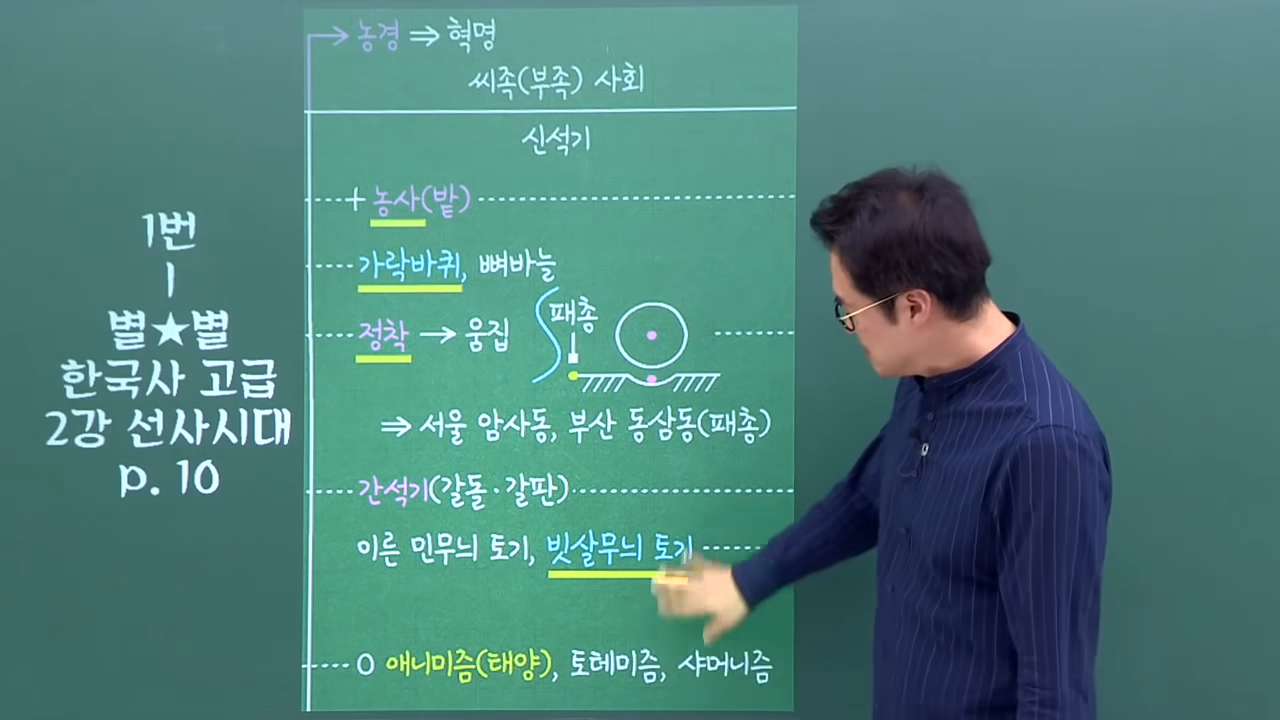 농경 ⇒ 혁명
씨족(부족) 사회
신석기
+ 농사(밭)
가락바퀴, 뼈바늘
정착 → 움집
패총
⇒ 서울 암사동, 부산 동삼동(패총)
간석기(갈돌·갈판)
이른 민무늬 토기, 빗살무늬 토기
O 애니미즘(태양), 토테미즘, 샤머니즘
1번
|
별★별
한국사 고급
2강 선사시대
p. 10